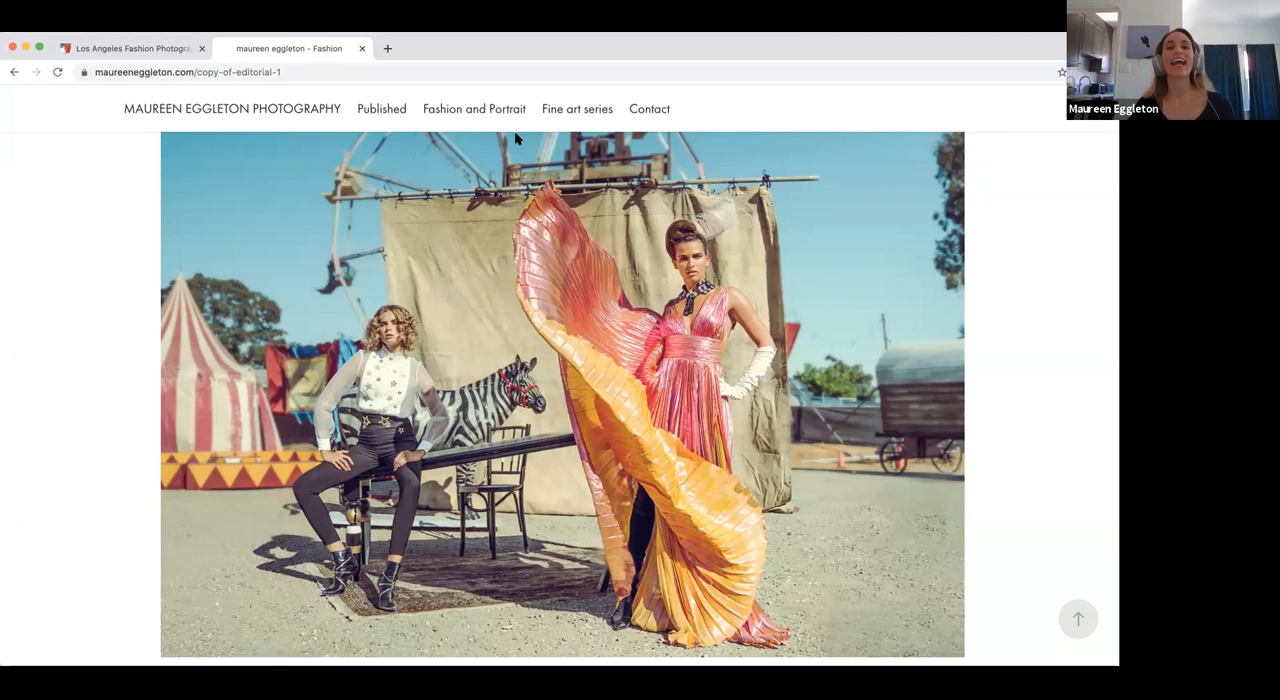 Los Angeles Fashion Photogra
maureen eggleton - Fashion
maureeneggleton.com/copy-of-editorial-1
MAUREEN EGGLETON PHOTOGRAPHY Published Fashion and Portrait Fine art series Contact
Maureen Eggleton